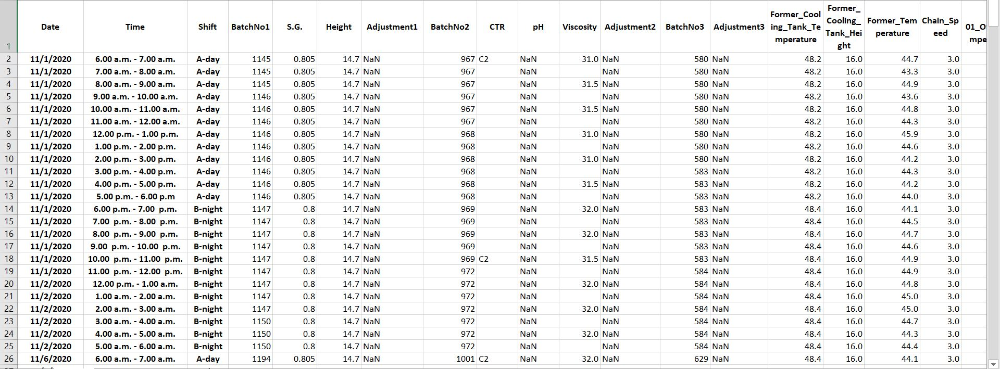 Date Time Shift BatchNo1 S.G. Height Adjustment1 BatchNo2 CTR pH Viscosity Adjustment2 BatchNo3 Adjustment3 Former_Cooling_Tank_Temperature Former_Cooling_Tank_Height Former_Temperature Chain_Speed
1
2 11/1/2020 6.00 a.m. - 7.00 a.m. A-day 1145 0.805 14.7 NaN 967 C2 NaN 31.0 NaN 580 NaN 48.2 16.0 44.7 3.0
3 11/1/2020 7.00 a.m. - 8.00 a.m. A-day 1145 0.805 14.7 NaN 967 NaN NaN 580 NaN 48.2 16.0 43.3 3.0
4 11/1/2020 8.00 a.m. - 9.00 a.m. A-day 1145 0.805 14.7 NaN 967 NaN 31.5 NaN 580 NaN 48.2 16.0 44.9 3.0
5 11/1/2020 9.00 a.m. - 10.00 a.m. A-day 1146 0.805 14.7 NaN 967 NaN NaN 580 NaN 48.2 16.0 43.6 3.0
6 11/1/2020 10.00 a.m. - 11.00 a.m. A-day 1146 0.805 14.7 NaN 967 NaN 31.5 NaN 580 NaN 48.2 16.0 44.8 3.0
7 11/1/2020 11.00 a.m. - 12.00 a.m. A-day 1146 0.805 14.7 NaN 967 NaN NaN 580 NaN 48.2 16.0 44.3 3.0
8 11/1/2020 12.00 p.m. - 1.00 p.m. A-day 1146 0.805 14.7 NaN 968 NaN 31.0 NaN 580 NaN 48.2 16.0 45.9 3.0
9 11/1/2020 1.00 p.m. - 2.00 p.m. A-day 1146 0.805 14.7 NaN 968 NaN NaN 580 NaN 48.2 16.0 44.6 3.0
10 11/1/2020 2.00 p.m. - 3.00 p.m. A-day 1146 0.805 14.7 NaN 968 NaN 31.0 NaN 580 NaN 48.2 16.0 44.2 3.0
11 11/1/2020 3.00 p.m. - 4.00 p.m. A-day 1146 0.805 14.7 NaN 968 NaN NaN 583 NaN 48.2 16.0 44.3 3.0
12 11/1/2020 4.00 p.m. - 5.00 p.m. A-day 1146 0.805 14.7 NaN 968 NaN 31.5 NaN 583 NaN 48.2 16.0 44.2 3.0
13 11/1/2020 5.00 p.m. - 6.00 p.m A-day 1146 0.805 14.7 NaN 968 NaN NaN 583 NaN 48.2 16.0 44.0 3.0
14 11/1/2020 6.00 p.m. - 7.00  p.m. B-night 1147 0.8 14.7 NaN 969 NaN 32.0 NaN 583 NaN 48.4 16.0 44.1 3.0
15 11/1/2020 7.00  p.m. - 8.00  p.m. B-night 1147 0.8 14.7 NaN 969 NaN NaN 583 NaN 48.4 16.0 44.5 3.0
16 11/1/2020 8.00  p.m. - 9.00  p.m. B-night 1147 0.8 14.7 NaN 969 NaN 32.0 NaN 583 NaN 48.4 16.0 44.7 3.0
17 11/1/2020 9.00  p.m. - 10.00  p.m. B-night 1147 0.8 14.7 NaN 969 NaN NaN 583 NaN 48.4 16.0 44.6 3.0
18 11/1/2020 10.00  p.m. - 11.00  p.m. B-night 1147 0.8 14.7 NaN 969 C2 NaN 31.5 NaN 583 NaN 48.4 16.0 44.9 3.0
19 11/1/2020 11.00  p.m. - 12.00  p.m. B-night 1147 0.8 14.7 NaN 972 NaN NaN 584 NaN 48.4 16.0 44.9 3.0
20 11/2/2020 12.00 p.m. - 1.00 a.m. B-night 1147 0.8 14.7 NaN 972 NaN 32.0 NaN 584 NaN 48.4 16.0 44.8 3.0
21 11/2/2020 1.00 a.m. - 2.00 a.m. B-night 1147 0.8 14.7 NaN 972 NaN NaN 584 NaN 48.4 16.0 45.0 3.0
22 11/2/2020 2.00 a.m. - 3.00 a.m. B-night 1147 0.8 14.7 NaN 972 NaN 32.0 NaN 584 NaN 48.4 16.0 45.0 3.0
23 11/2/2020 3.00 a.m. - 4.00 a.m. B-night 1150 0.8 14.7 NaN 972 NaN NaN 584 NaN 48.4 16.0 44.7 3.0
24 11/2/2020 4.00 a.m. - 5.00 a.m. B-night 1150 0.8 14.7 NaN 972 NaN 32.0 NaN 584 NaN 48.4 16.0 44.3 3.0
25 11/2/2020 5.00 a.m. - 6.00 a.m. B-night 1150 0.8 14.7 NaN 972 NaN NaN 584 NaN 48.4 16.0 44.4 3.0
26 11/6/2020 6.00 a.m. - 7.00 a.m. A-day 1194 0.805 14.7 NaN 1001 C2 NaN 32.0 NaN 629 NaN 48.4 16.0 44.1 3.0